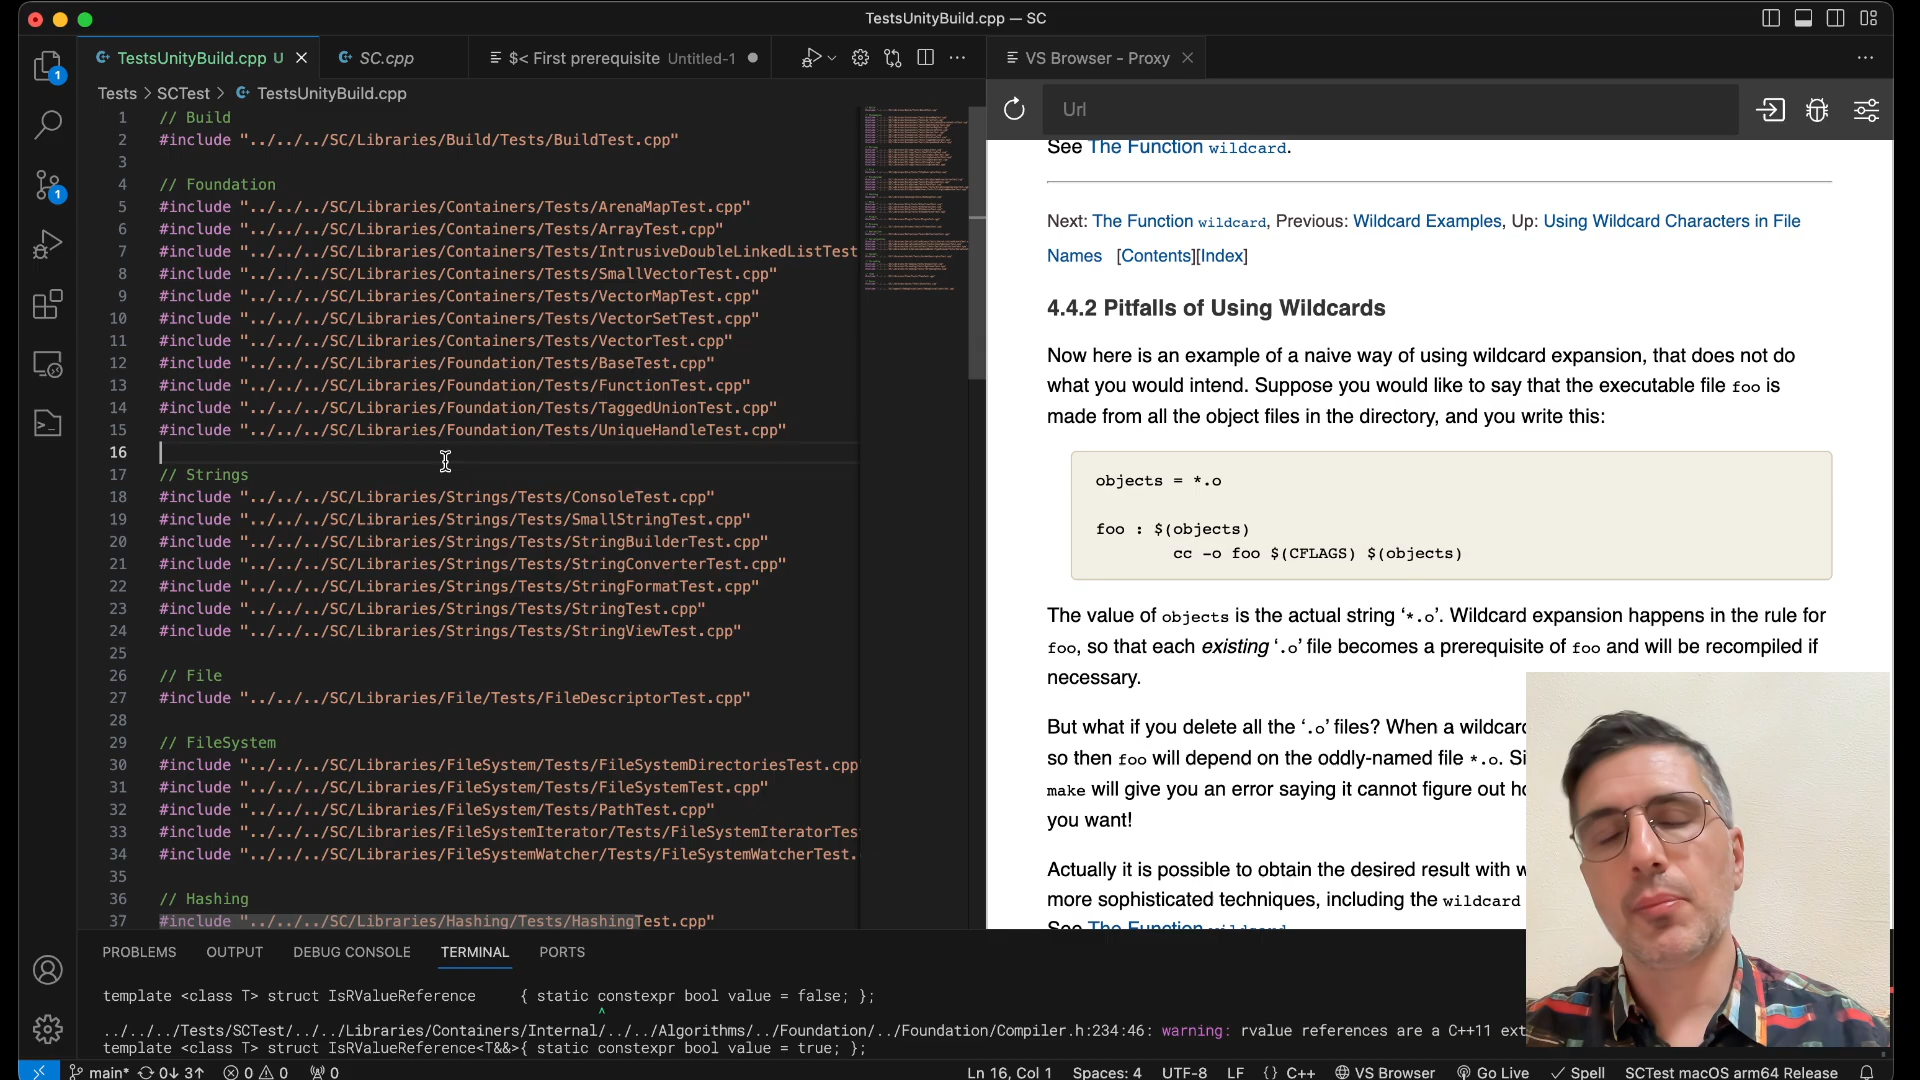 TestsUnityBuild.cpp — SC
TestsUnityBuild.cpp U
SC.cpp
$< First prerequisite Untitled-1
VS Browser - Proxy
Tests > SCTest > TestsUnityBuild.cpp
Url
1 // Build
2 #include "../../../SC/Libraries/Build/Tests/BuildTest.cpp"
3
4 // Foundation
5 #include "../../../SC/Libraries/Containers/Tests/ArenaMapTest.cpp"
6 #include "../../../SC/Libraries/Containers/Tests/ArrayTest.cpp"
7 #include "../../../SC/Libraries/Containers/Tests/IntrusiveDoubleLinkedListTest
8 #include "../../../SC/Libraries/Containers/Tests/SmallVectorTest.cpp"
9 #include "../../../SC/Libraries/Containers/Tests/VectorMapTest.cpp"
10 #include "../../../SC/Libraries/Containers/Tests/VectorSetTest.cpp"
11 #include "../../../SC/Libraries/Containers/Tests/VectorTest.cpp"
12 #include "../../../SC/Libraries/Foundation/Tests/BaseTest.cpp"
13 #include "../../../SC/Libraries/Foundation/Tests/FunctionTest.cpp"
14 #include "../../../SC/Libraries/Foundation/Tests/TaggedUnionTest.cpp"
15 #include "../../../SC/Libraries/Foundation/Tests/UniqueHandleTest.cpp"
16
17 // Strings
18 #include "../../../SC/Libraries/Strings/Tests/ConsoleTest.cpp"
19 #include "../../../SC/Libraries/Strings/Tests/SmallStringTest.cpp"
20 #include "../../../SC/Libraries/Strings/Tests/StringBuilderTest.cpp"
21 #include "../../../SC/Libraries/Strings/Tests/StringConverterTest.cpp"
22 #include "../../../SC/Libraries/Strings/Tests/StringFormatTest.cpp"
23 #include "../../../SC/Libraries/Strings/Tests/StringTest.cpp"
24 #include "../../../SC/Libraries/Strings/Tests/StringViewTest.cpp"
25
26 // File
27 #include "../../../SC/Libraries/File/Tests/FileDescriptorTest.cpp"
28
29 // FileSystem
30 #include "../../../SC/Libraries/FileSystem/Tests/FileSystemDirectoriesTest.cpp
31 #include "../../../SC/Libraries/FileSystem/Tests/FileSystemTest.cpp"
32 #include "../../../SC/Libraries/FileSystem/Tests/PathTest.cpp"
33 #include "../../../SC/Libraries/FileSystemIterator/Tests/FileSystemIteratorTes
34 #include "../../../SC/Libraries/FileSystemWatcher/Tests/FileSystemWatcherTest.
35
36 // Hashing
37 #include "../../../SC/Libraries/Hashing/Tests/HashingTest.cpp"
See The Function wildcard.
Next: The Function wildcard, Previous: Wildcard Examples, Up: Using Wildcard Characters in File
Names [Contents][Index]
4.4.2 Pitfalls of Using Wildcards
Now here is an example of a naive way of using wildcard expansion, that does not do
what you would intend. Suppose you would like to say that the executable file foo is
made from all the object files in the directory, and you write this:
objects = *.o
foo : $(objects)
cc -o foo $(CFLAGS) $(objects)
The value of objects is the actual string ‘*.o’. Wildcard expansion happens in the rule for
foo, so that each existing ‘.o’ file becomes a prerequisite of foo and will be recompiled if
necessary.
But what if you delete all the ‘.o’ files? When a wildcard
so then foo will depend on the oddly-named file *.o. Si
make will give you an error saying it cannot figure out ho
you want!
Actually it is possible to obtain the desired result with w
more sophisticated techniques, including the wildcard
See The Function wildcard.
PROBLEMS OUTPUT DEBUG CONSOLE TERMINAL PORTS
template <class T> struct IsRValueReference { static constexpr bool value = false; };
^
../../../Tests/SCTest/../../Libraries/Containers/Internal/../../Algorithms/../Foundation/../Foundation/Compiler.h:234:46: warning: rvalue references are a C++11 ext
template <class T> struct IsRValueReference<T&&>{ static constexpr bool value = true; };
main* 0↓ 3↑ 0 0 0 Ln 16, Col 1 Spaces: 4 UTF-8 LF {} C++ VS Browser Go Live Spell SCTest macOS arm64 Release